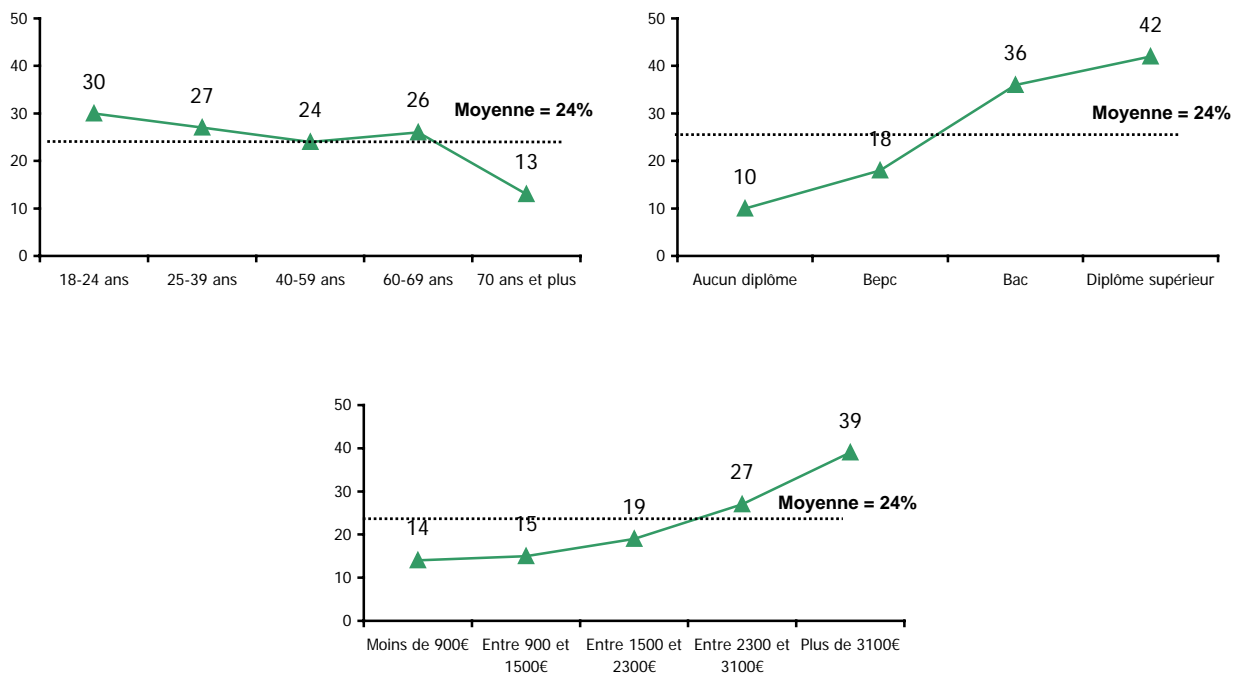 50
40
30
20
10
0
30
27
24
26
13
Moyenne = 24%
18-24 ans
25-39 ans
40-59 ans
60-69 ans
70 ans et plus
50
40
30
20
10
0
10
18
36
42
Moyenne = 24%
Aucun diplôme
Bepc
Bac
Diplôme supérieur
50
40
30
20
10
0
14
15
19
27
39
Moyenne = 24%
Moins de 900€
Entre 900 et
1500€
Entre 1500 et
2300€
Entre 2300 et
3100€
Plus de 3100€